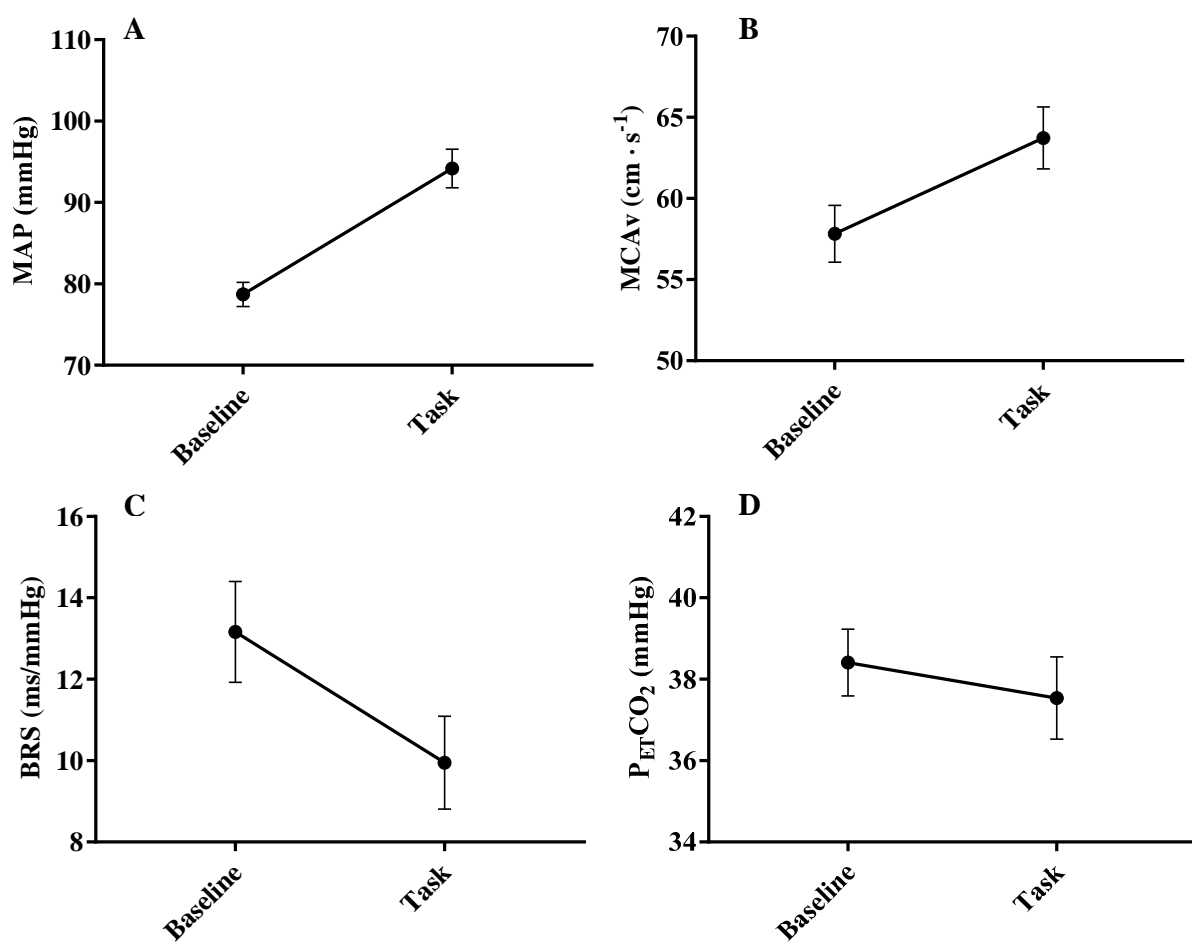 A
MAP (mmHg)
110
100
90
80
70
Baseline
Task
B
MCAv (cm · s⁻¹)
70
65
60
55
50
Baseline
Task
C
BRS (ms/mmHg)
16
14
12
10
8
Baseline
Task
D
P_ETCO₂ (mmHg)
42
40
38
36
34
Baseline
Task